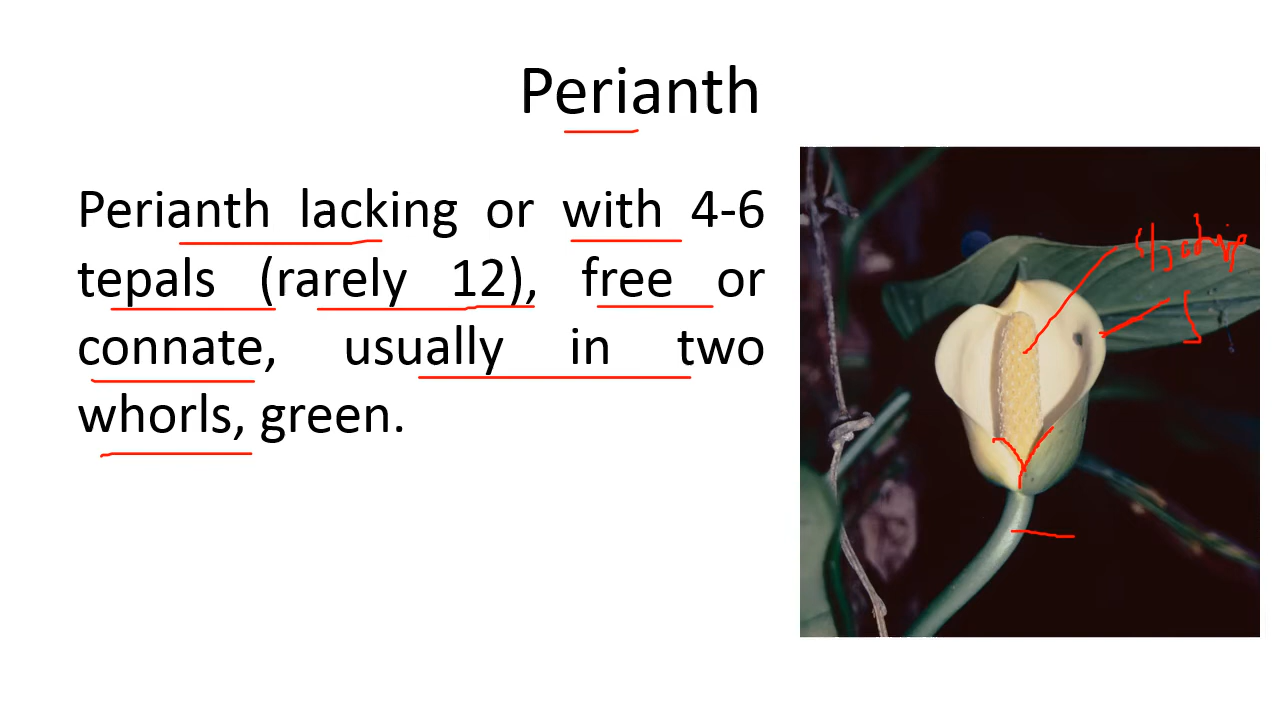 Perianth
Perianth lacking or with 4-6
tepals (rarely 12), free or
connate, usually in two
whorls, green.